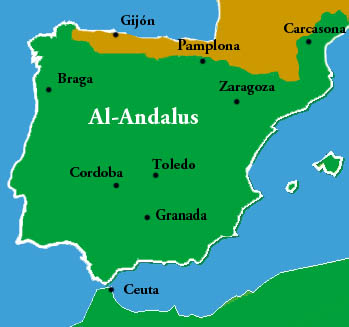 Gijón
Carcasona
Pamplona
Braga
Zaragoza
Al-Andalus
Toledo
Cordoba
Granada
Ceuta